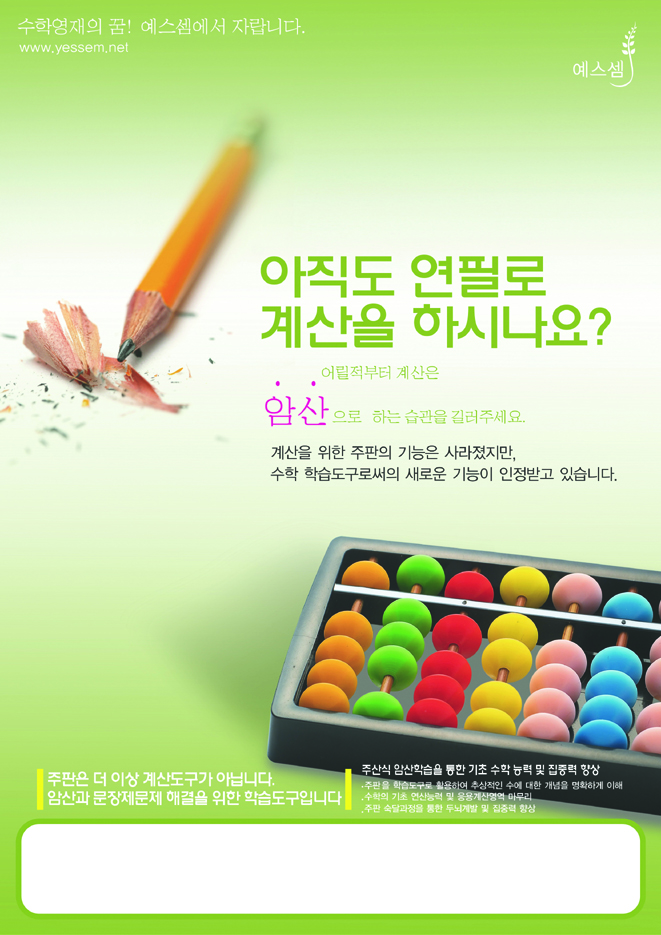 수학영재의 꿈! 예스셈에서 자랍니다.
www.yessem.net
예스셈
아직도 연필로
계산을 하시나요?
어릴적부터 계산은
암산으로 하는 습관을 길러주세요.
계산을 위한 주판의 기능은 사라졌지만,
수학 학습도구로써의 새로운 기능이 인정받고 있습니다.
주판은 더 이상 계산도구가 아닙니다.
암산과 문장제문제 해결을 위한 학습도구입니다
주산식 암산학습을 통한 기초 수학 능력 및 집중력 향상
.주판을 학습도구로 활용하여 추상적인 수에 대한 개념을 명확하게 이해
.수학의 기초 연산능력 및 응용계산영역 마무리
.주판 숙달과정을 통한 두뇌계발 및 집중력 향상